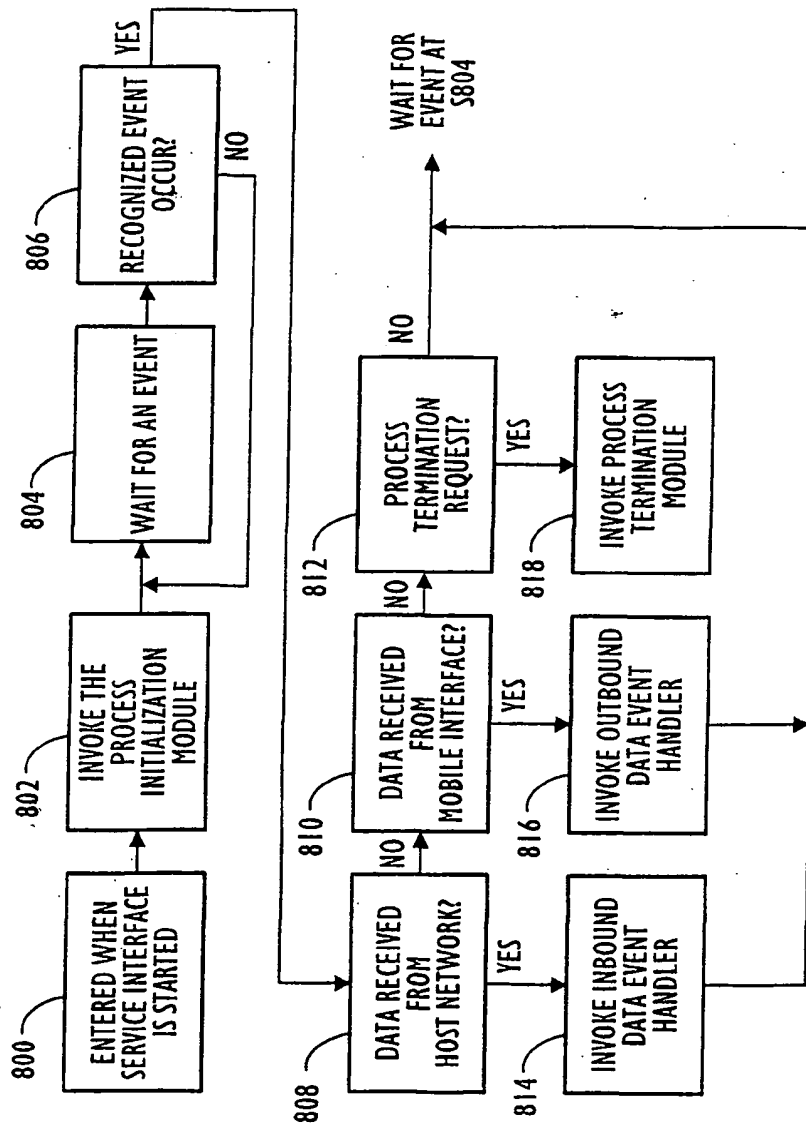 800
ENTERED WHEN
SERVICE INTERFACE
IS STARTED
802
INVOKE THE
PROCESS
INITIALIZATION
MODULE
804
WAIT FOR AN EVENT
806
RECOGNIZED EVENT
OCCUR?
YES
NO
808
DATA RECEIVED
FROM
HOST NETWORK?
NO
YES
810
DATA RECEIVED
FROM
MOBILE INTERFACE?
NO
YES
812
PROCESS
TERMINATION
REQUEST?
NO
YES
WAIT FOR
EVENT AT
S804
814
INVOKE INBOUND
DATA EVENT
HANDLER
816
INVOKE OUTBOUND
DATA EVENT
HANDLER
818
INVOKE PROCESS
TERMINATION
MODULE